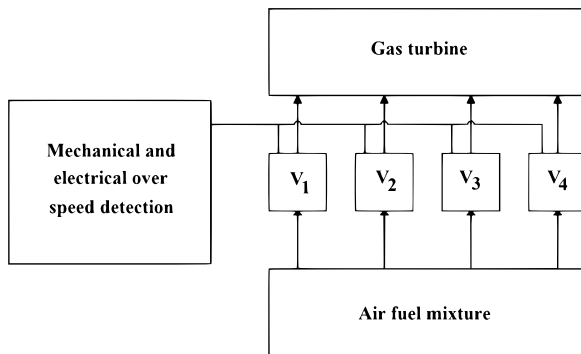 Gas turbine
Mechanical and
electrical over
speed detection
V1
V2
V3
V4
Air fuel mixture